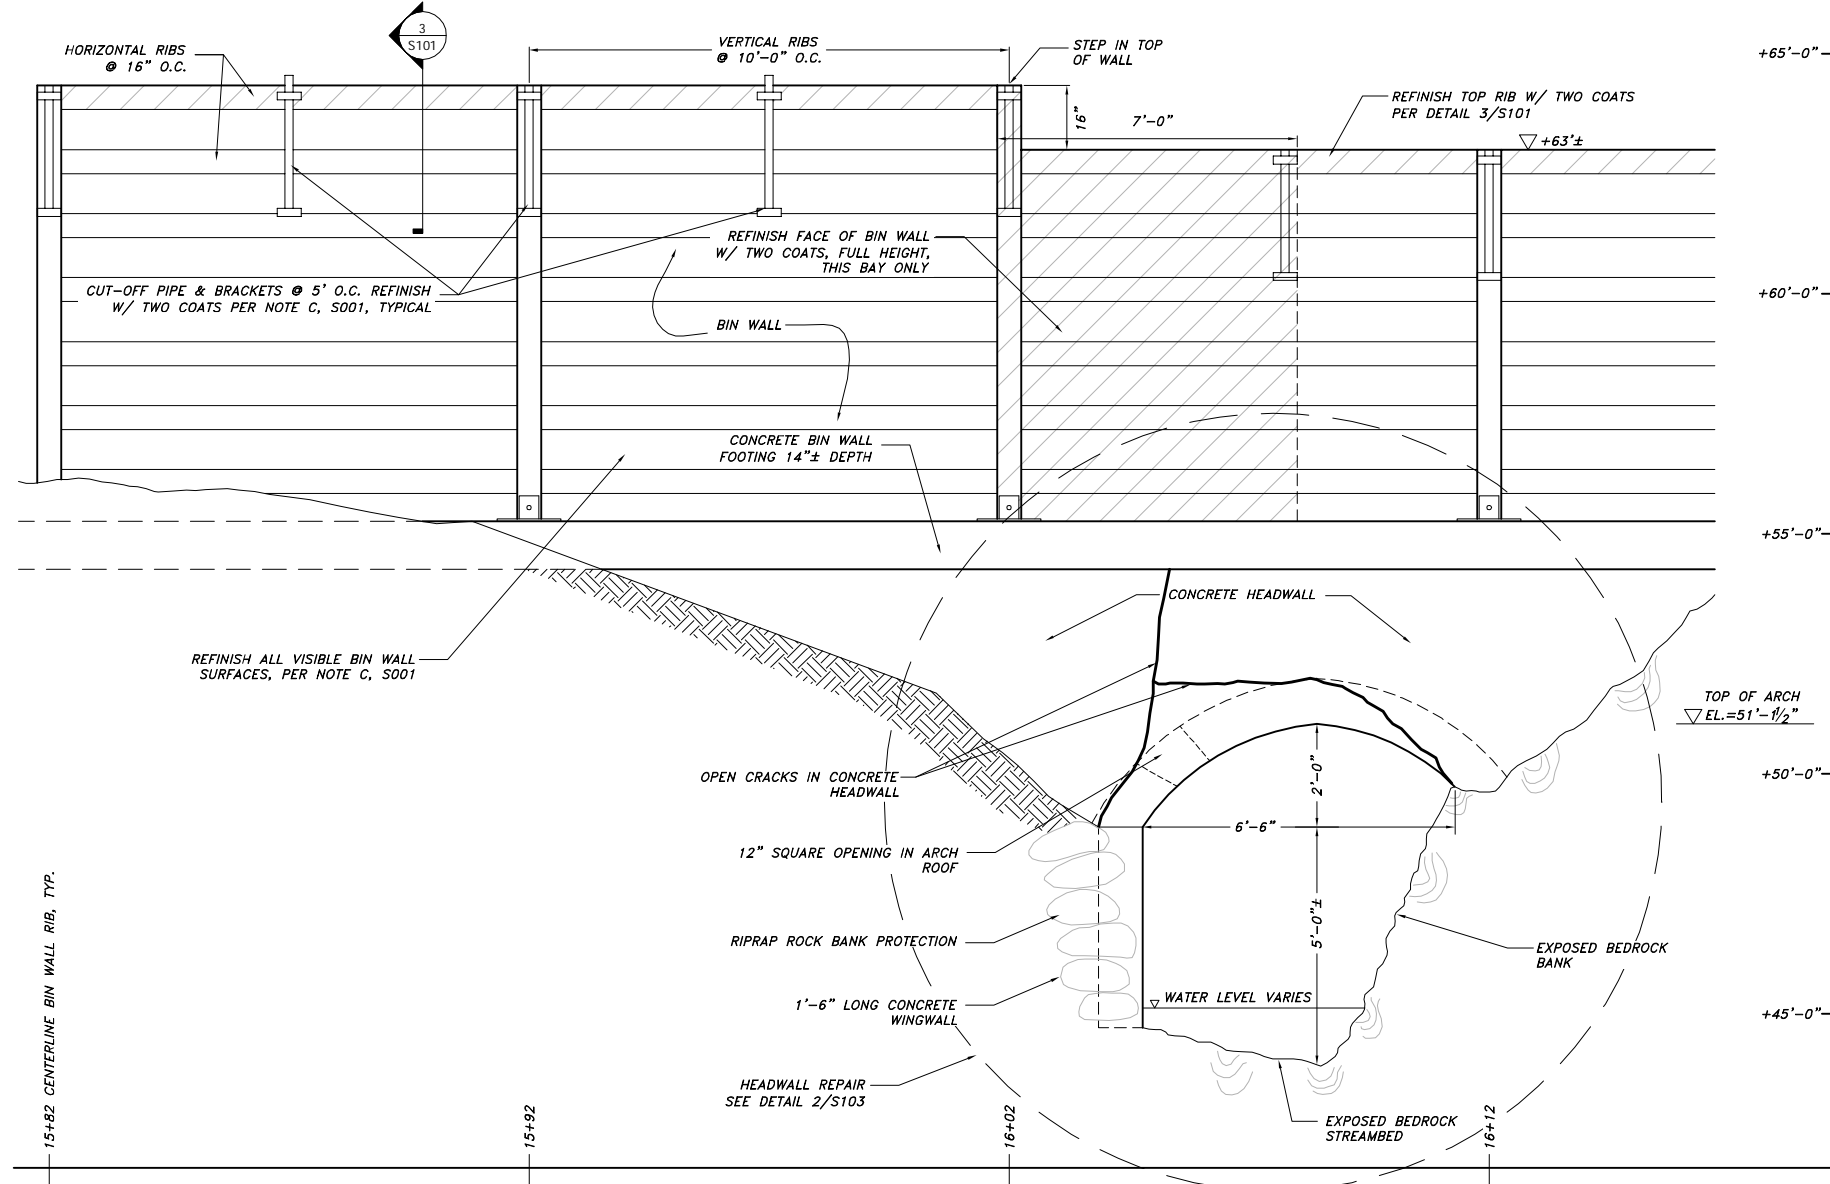 3
S101
HORIZONTAL RIBS
@ 16" O.C.
VERTICAL RIBS
@ 10'-0" O.C.
STEP IN TOP
OF WALL
+65'-0"
16"
7'-0"
REFINISH TOP RIB W/ TWO COATS
PER DETAIL 3/S101
+63'±
REFINISH FACE OF BIN WALL
W/ TWO COATS, FULL HEIGHT,
THIS BAY ONLY
CUT-OFF PIPE & BRACKETS @ 5' O.C. REFINISH
W/ TWO COATS PER NOTE C, S001, TYPICAL
+60'-0"
BIN WALL
CONCRETE BIN WALL
FOOTING 14"± DEPTH
+55'-0"
CONCRETE HEADWALL
REFINISH ALL VISIBLE BIN WALL
SURFACES, PER NOTE C, S001
TOP OF ARCH
EL.=51'-1½"
OPEN CRACKS IN CONCRETE
HEADWALL
2'-0"
+50'-0"
6'-6"
12" SQUARE OPENING IN ARCH
ROOF
5'-0"±
RIPRAP ROCK BANK PROTECTION
EXPOSED BEDROCK
BANK
WATER LEVEL VARIES
1'-6" LONG CONCRETE
WINGWALL
+45'-0"
HEADWALL REPAIR
SEE DETAIL 2/S103
EXPOSED BEDROCK
STREAMBED
15+82 CENTERLINE BIN WALL RIB, TYP.
15+92
16+02
16+12